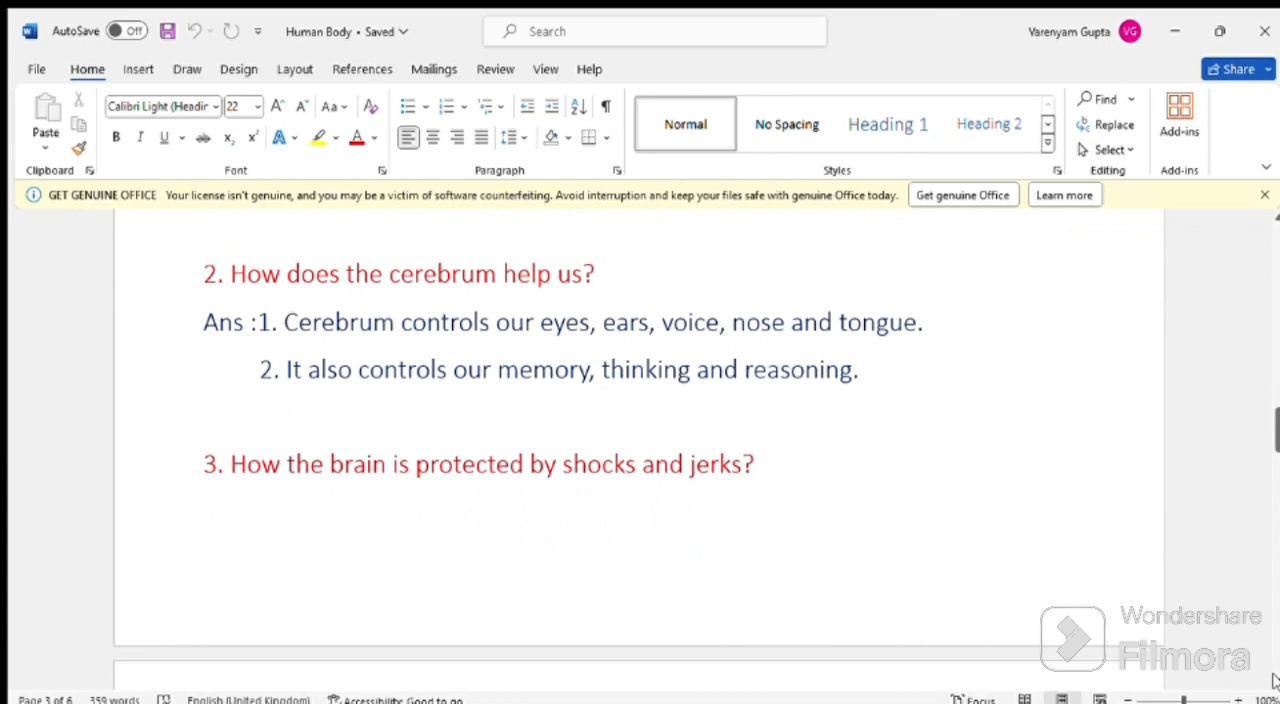 AutoSave Off Human Body • Saved Search Varenyam Gupta VG
File Home Insert Draw Design Layout References Mailings Review View Help Share
Calibri Light (Headir 22 Aa Find
Paste Normal No Spacing Heading 1 Heading 2 Replace Add-ins
B I U ab x₂ x² A A Select
Clipboard Font Paragraph Styles Editing Add-ins
GET GENUINE OFFICE Your license isn't genuine, and you may be a victim of software counterfeiting. Avoid interruption and keep your files safe with genuine Office today. Get genuine Office Learn more
2. How does the cerebrum help us?
Ans :1. Cerebrum controls our eyes, ears, voice, nose and tongue.
2. It also controls our memory, thinking and reasoning.
3. How the brain is protected by shocks and jerks?
Wondershare
Filmora
Page 3 of 6 359 words English (United Kingdom) Accessibility: Good to go Focus 100%